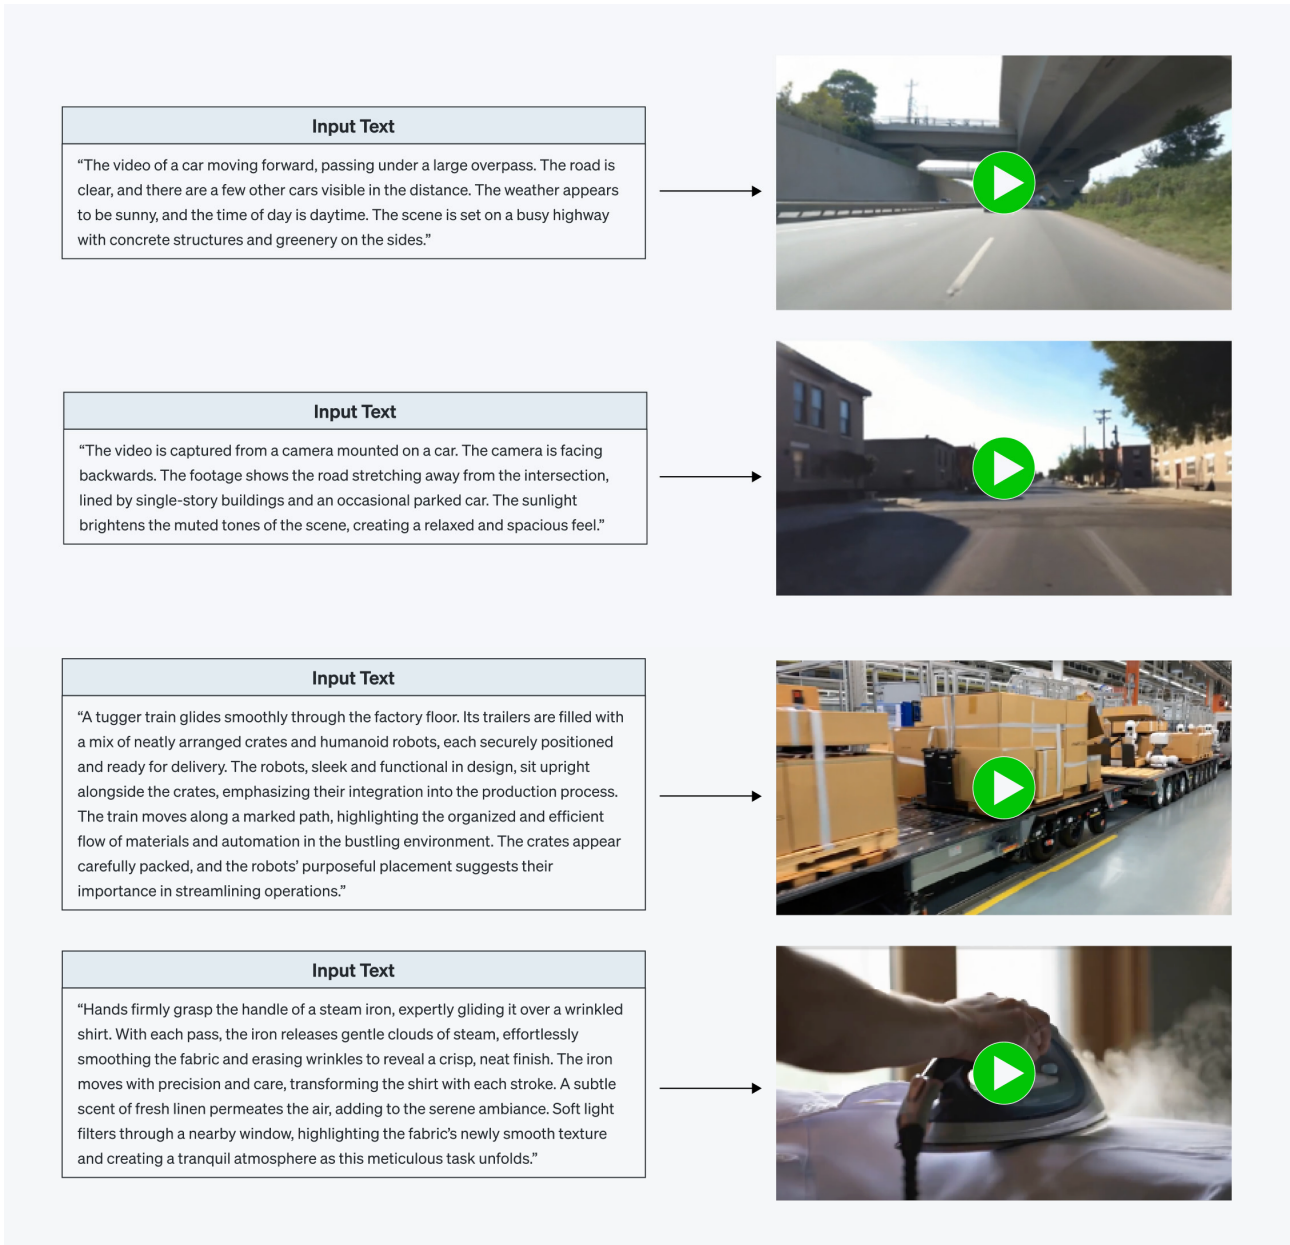 Input Text
“The video of a car moving forward, passing under a large overpass. The road is
clear, and there are a few other cars visible in the distance. The weather appears
to be sunny, and the time of day is daytime. The scene is set on a busy highway
with concrete structures and greenery on the sides.”
Input Text
“The video is captured from a camera mounted on a car. The camera is facing
backwards. The footage shows the road stretching away from the intersection,
lined by single-story buildings and an occasional parked car. The sunlight
brightens the muted tones of the scene, creating a relaxed and spacious feel.”
Input Text
“A tugger train glides smoothly through the factory floor. Its trailers are filled with
a mix of neatly arranged crates and humanoid robots, each securely positioned
and ready for delivery. The robots, sleek and functional in design, sit upright
alongside the crates, emphasizing their integration into the production process.
The train moves along a marked path, highlighting the organized and efficient
flow of materials and automation in the bustling environment. The crates appear
carefully packed, and the robots’ purposeful placement suggests their
importance in streamlining operations.”
Input Text
“Hands firmly grasp the handle of a steam iron, expertly gliding it over a wrinkled
shirt. With each pass, the iron releases gentle clouds of steam, effortlessly
smoothing the fabric and erasing wrinkles to reveal a crisp, neat finish. The iron
moves with precision and care, transforming the shirt with each stroke. A subtle
scent of fresh linen permeates the air, adding to the serene ambiance. Soft light
filters through a nearby window, highlighting the fabric’s newly smooth texture
and creating a tranquil atmosphere as this meticulous task unfolds.”